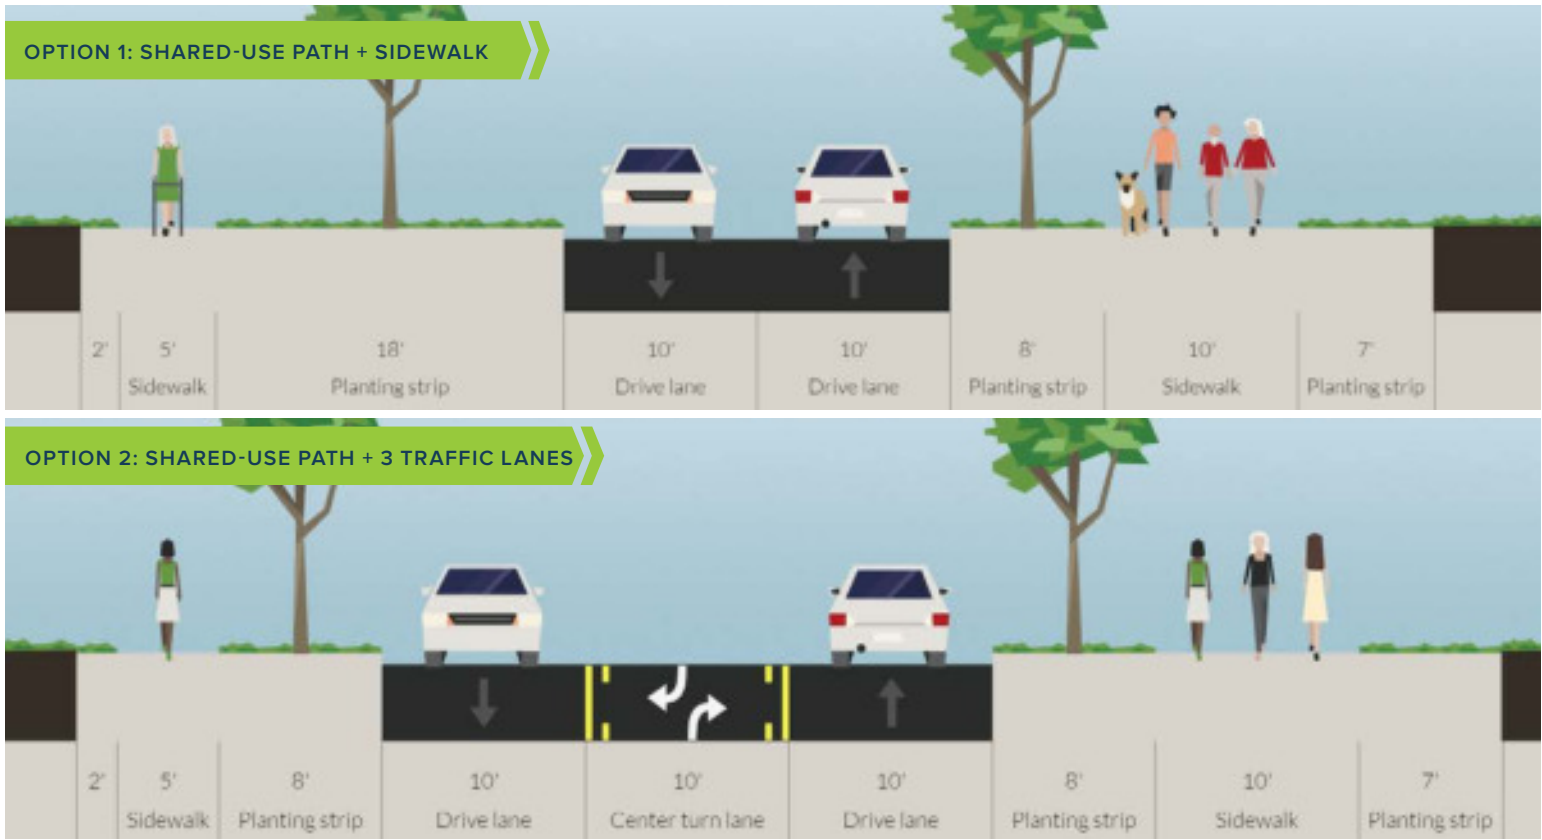 OPTION 1: SHARED-USE PATH + SIDEWALK
2' 5' 18' 10' 10' 8' 10' 7'
Sidewalk Planting strip Drive lane Drive lane Planting strip Sidewalk Planting strip
OPTION 2: SHARED-USE PATH + 3 TRAFFIC LANES
2' 5' 8' 10' 10' 10' 8' 10' 7'
Sidewalk Planting strip Drive lane Center turn lane Drive lane Planting strip Sidewalk Planting strip